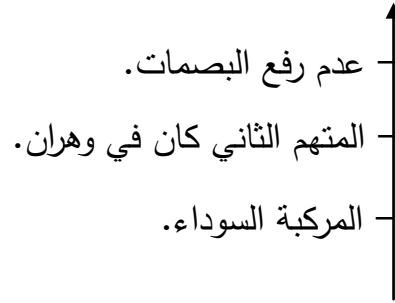 عدم رفع البصمات.
المتهم الثاني كان في وهران.
المركبة السوداء.